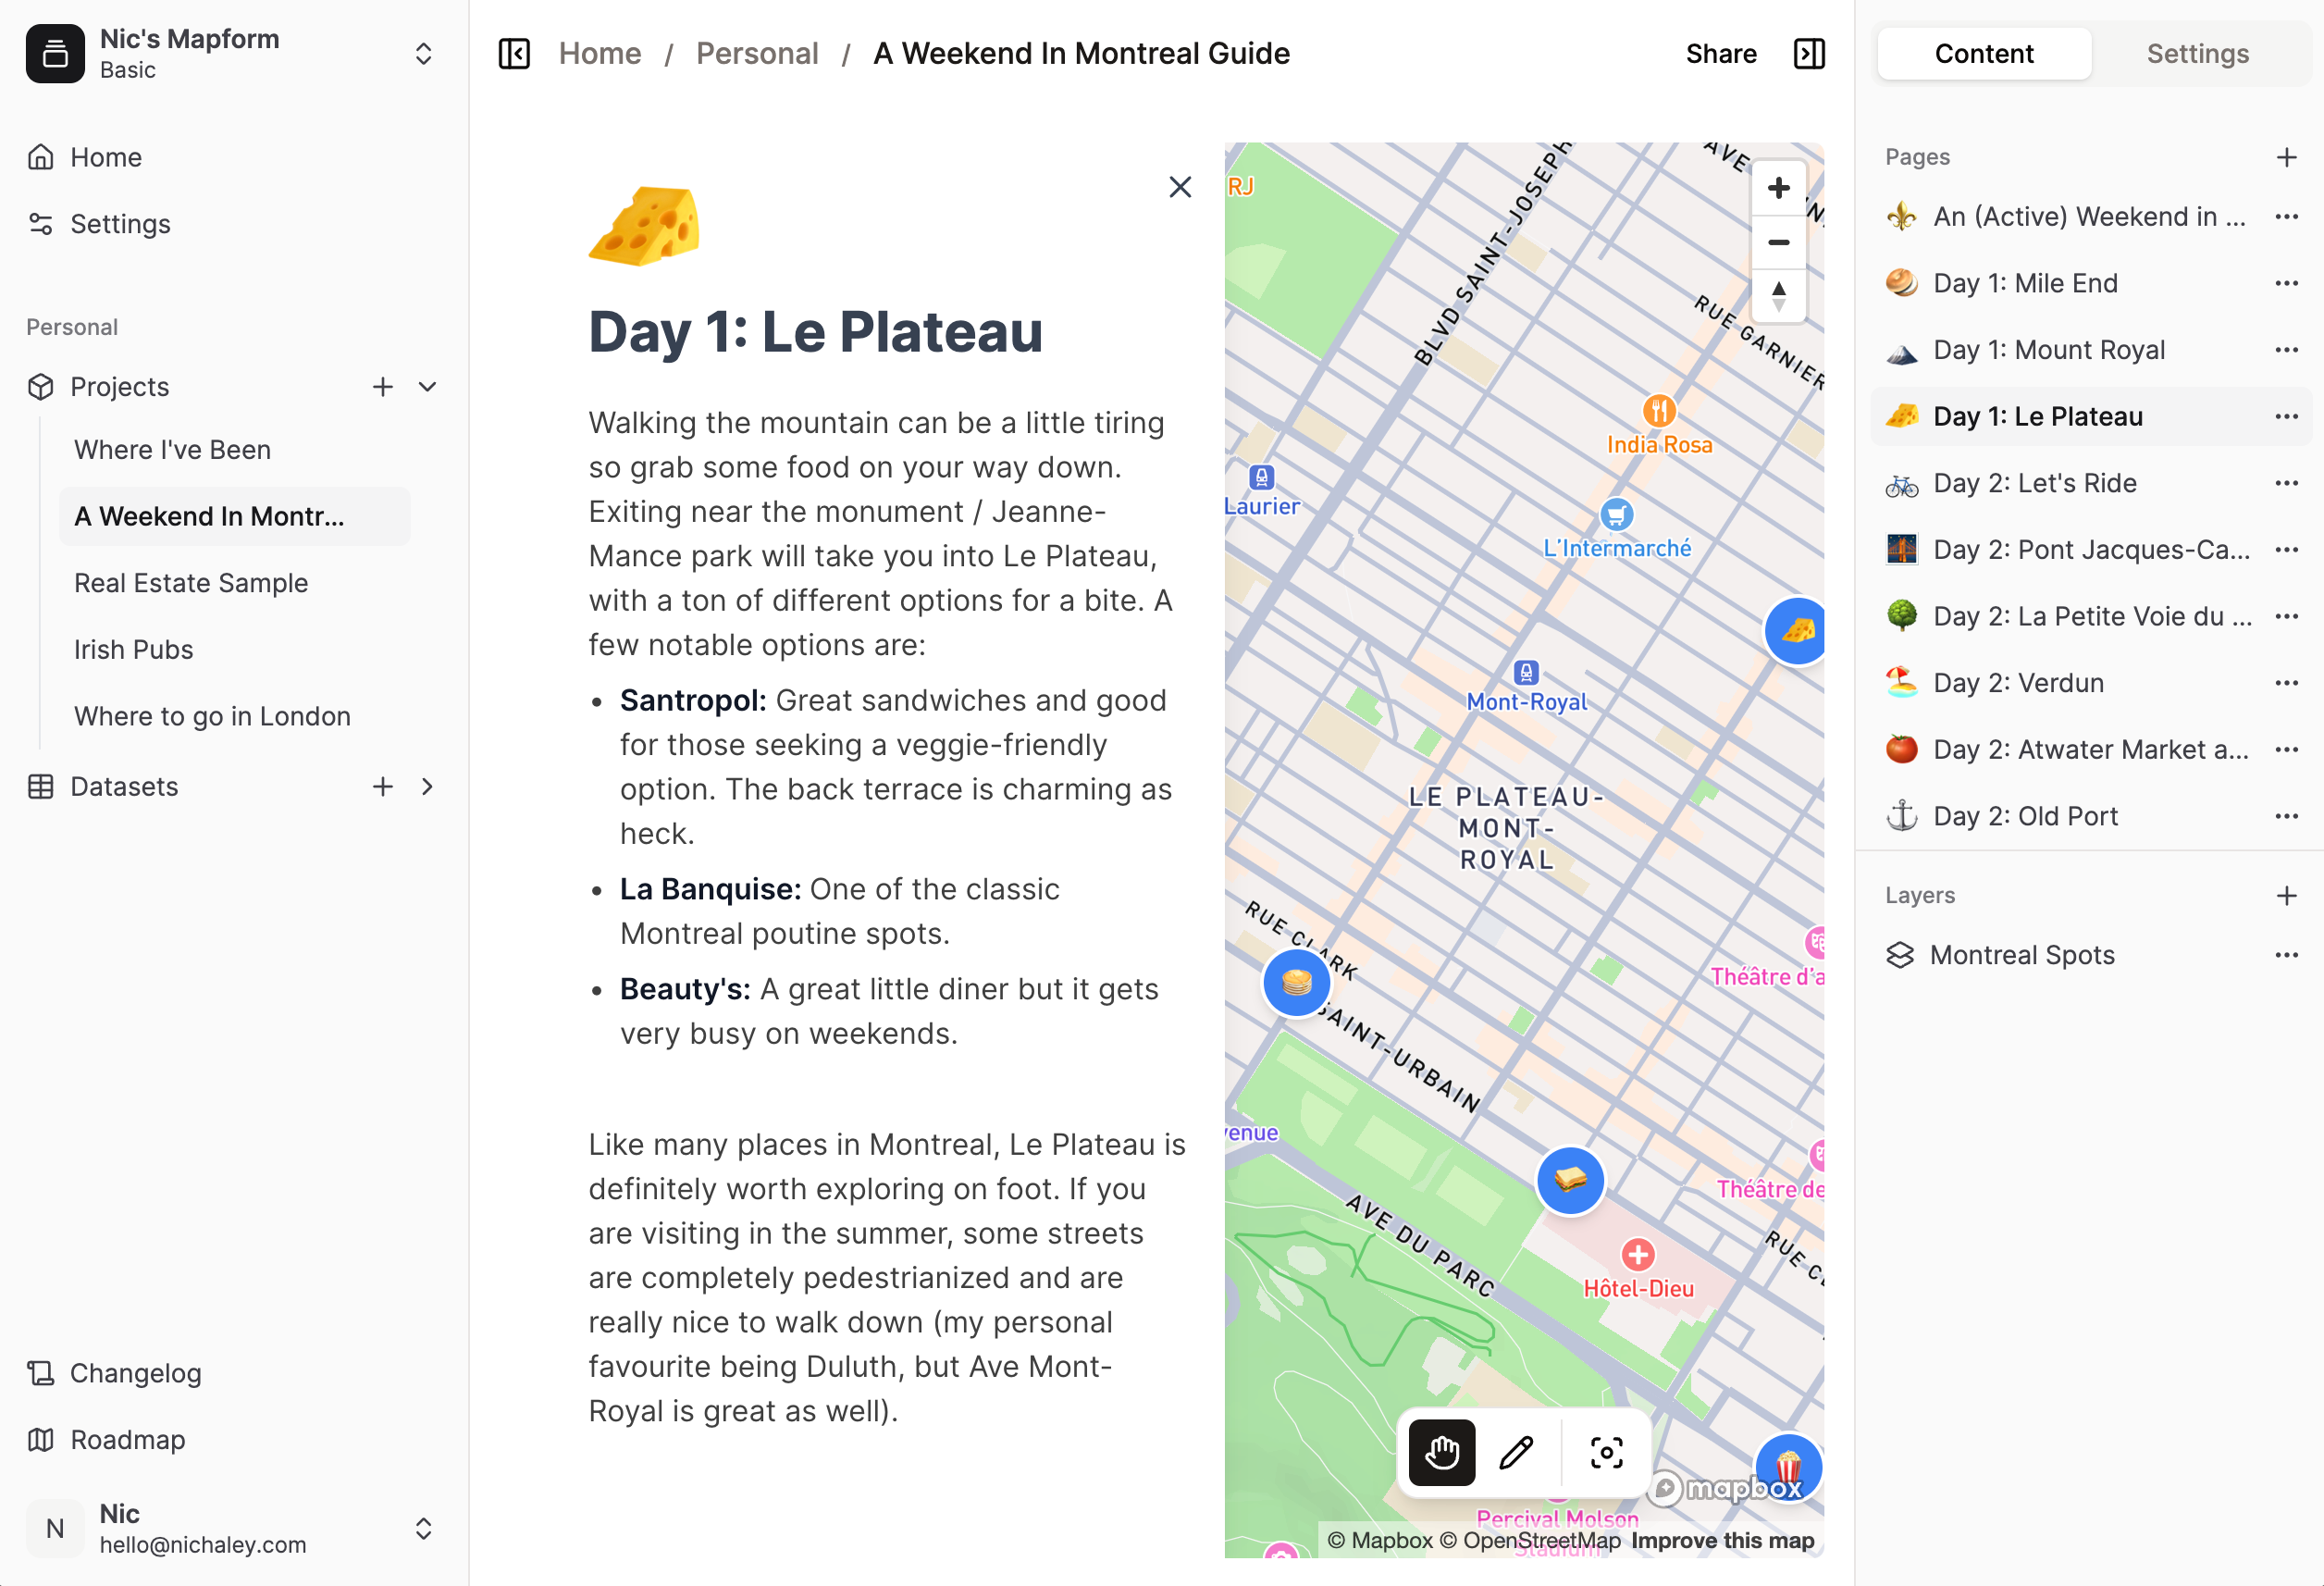 Nic's Mapform
Basic
Home
Settings
Personal
Projects
Where I've Been
A Weekend In Montr...
Real Estate Sample
Irish Pubs
Where to go in London
Datasets
Changelog
Roadmap
N
Nic
hello@nichaley.com
Home / Personal / A Weekend In Montreal Guide
Share
Day 1: Le Plateau
Walking the mountain can be a little tiring
so grab some food on your way down.
Exiting near the monument / Jeanne-
Mance park will take you into Le Plateau,
with a ton of different options for a bite. A
few notable options are:
• Santropol: Great sandwiches and good
for those seeking a veggie-friendly
option. The back terrace is charming as
heck.
• La Banquise: One of the classic
Montreal poutine spots.
• Beauty's: A great little diner but it gets
very busy on weekends.
Like many places in Montreal, Le Plateau is
definitely worth exploring on foot. If you
are visiting in the summer, some streets
are completely pedestrianized and are
really nice to walk down (my personal
favourite being Duluth, but Ave Mont-
Royal is great as well).
RJ
BLVD SAINT-JOSEPH
AVE
RUE GARNIER
India Rosa
Laurier
L'Intermarché
Mont-Royal
LE PLATEAU-
MONT-
ROYAL
RUE CLARK
Théâtre d'a
SAINT-URBAIN
venue
Théâtre de
AVE DU PARC
RUE C
Hôtel-Dieu
mapbox
Percival Molson
Stadium
© Mapbox © OpenStreetMap Improve this map
Content
Settings
Pages
An (Active) Weekend in ...
Day 1: Mile End
Day 1: Mount Royal
Day 1: Le Plateau
Day 2: Let's Ride
Day 2: Pont Jacques-Ca...
Day 2: La Petite Voie du ...
Day 2: Verdun
Day 2: Atwater Market a...
Day 2: Old Port
Layers
Montreal Spots